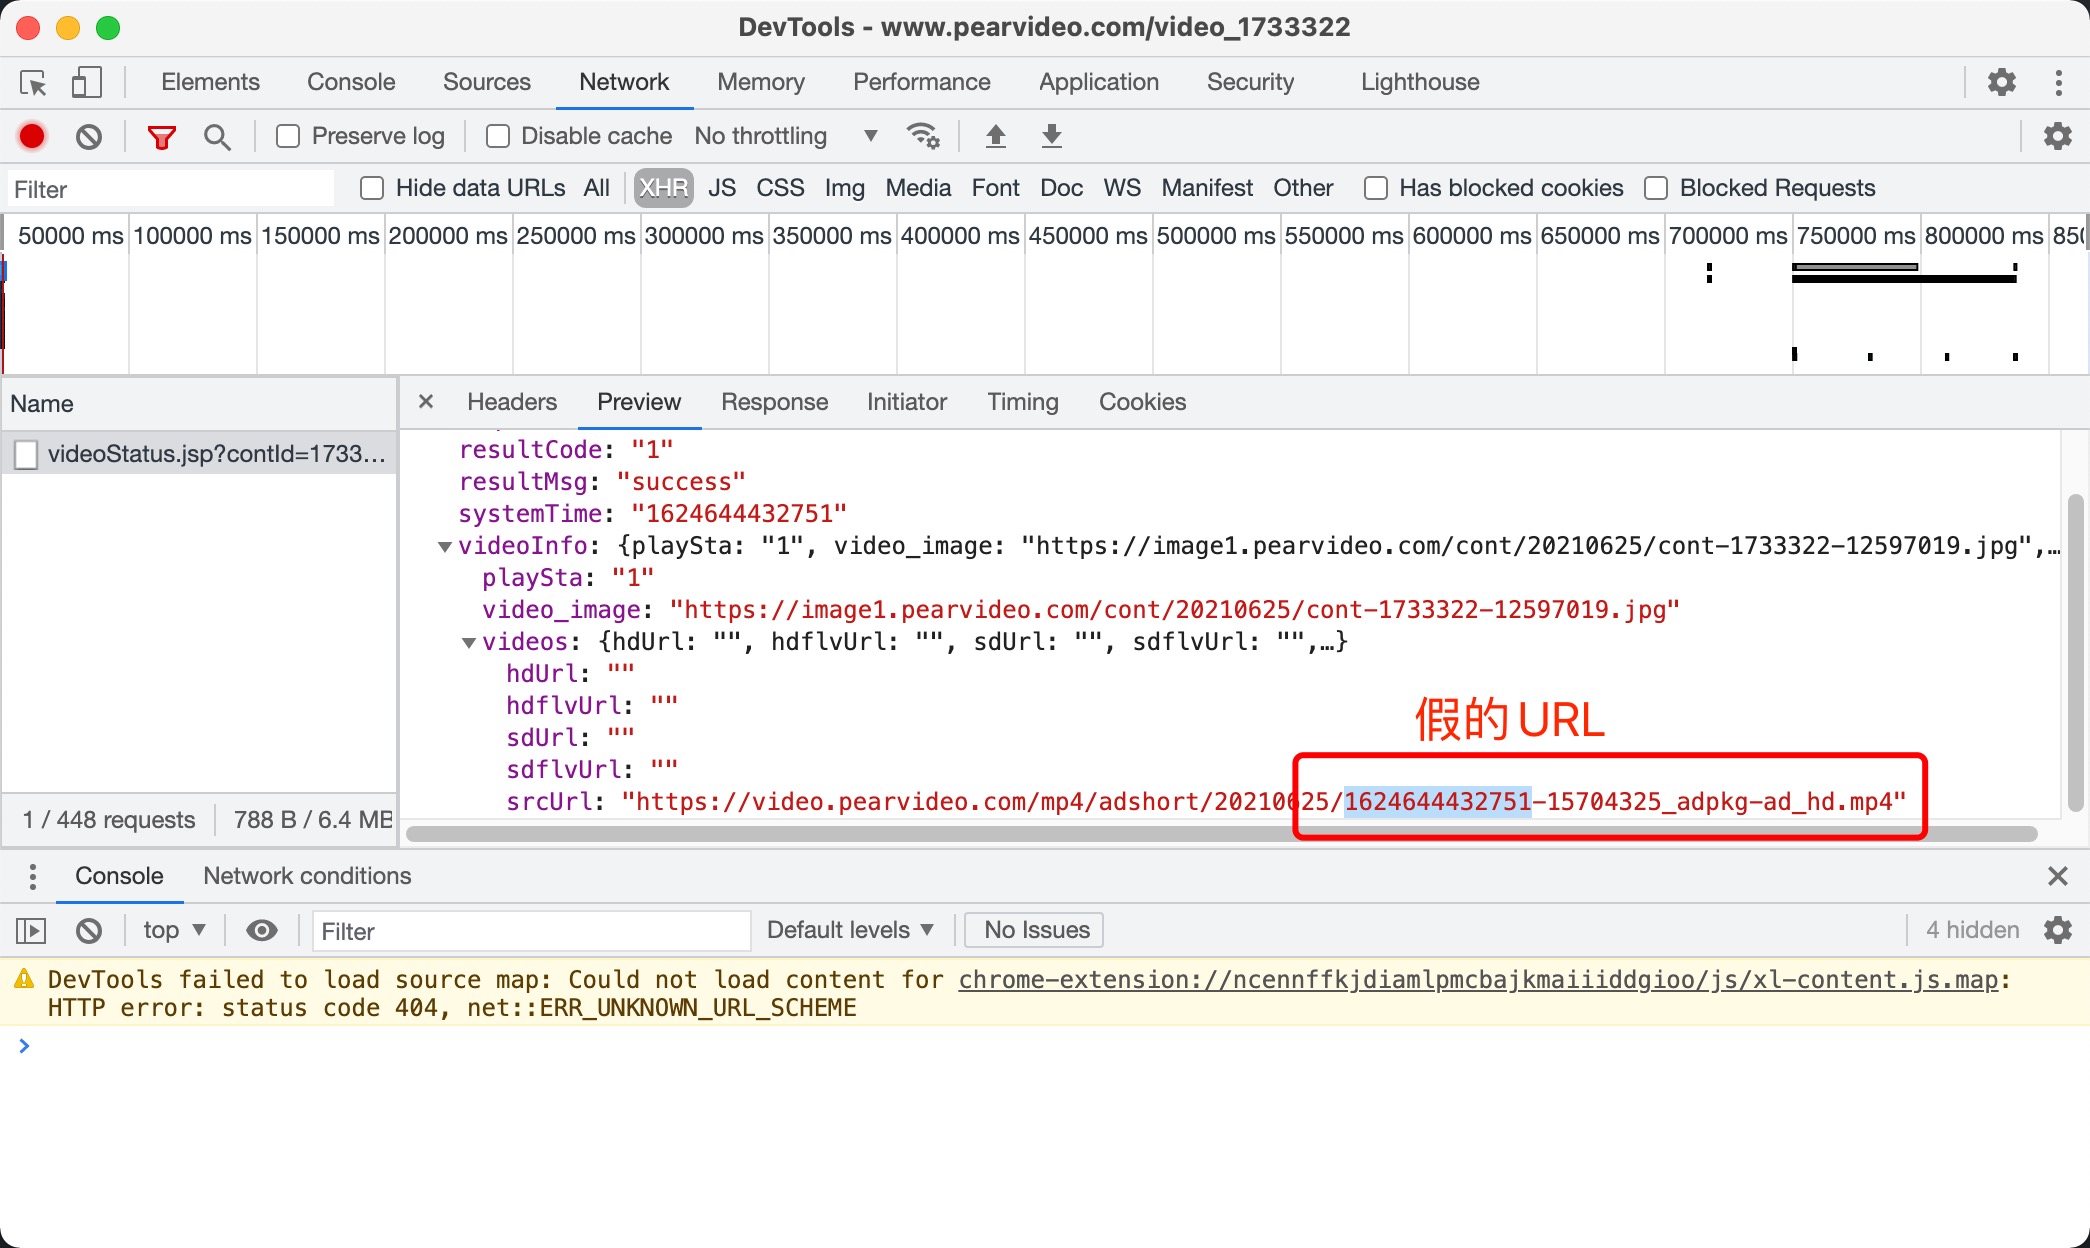 DevTools - www.pearvideo.com/video_1733322
Elements Console Sources Network Memory Performance Application Security Lighthouse
Preserve log Disable cache No throttling
Filter Hide data URLs All XHR JS CSS Img Media Font Doc WS Manifest Other Has blocked cookies Blocked Requests
50000 ms 100000 ms 150000 ms 200000 ms 250000 ms 300000 ms 350000 ms 400000 ms 450000 ms 500000 ms 550000 ms 600000 ms 650000 ms 700000 ms 750000 ms 800000 ms
Name
videoStatus.jsp?contId=1733...
1 / 448 requests 788 B / 6.4 MB
× Headers Preview Response Initiator Timing Cookies
resultCode: "1"
resultMsg: "success"
systemTime: "1624644432751"
videoInfo: {playSta: "1", video_image: "https://image1.pearvideo.com/cont/20210625/cont-1733322-12597019.jpg",…
playSta: "1"
video_image: "https://image1.pearvideo.com/cont/20210625/cont-1733322-12597019.jpg"
videos: {hdUrl: "", hdflvUrl: "", sdUrl: "", sdflvUrl: "",…}
hdUrl: ""
hdflvUrl: ""
sdUrl: ""
sdflvUrl: ""
假的URL
srcUrl: "https://video.pearvideo.com/mp4/adshort/20210625/1624644432751-15704325_adpkg-ad_hd.mp4"
Console Network conditions
top Filter Default levels No Issues 4 hidden
DevTools failed to load source map: Could not load content for chrome-extension://ncennffkjdiamlpmcbajkmaiiiddgioo/js/xl-content.js.map:
HTTP error: status code 404, net::ERR_UNKNOWN_URL_SCHEME